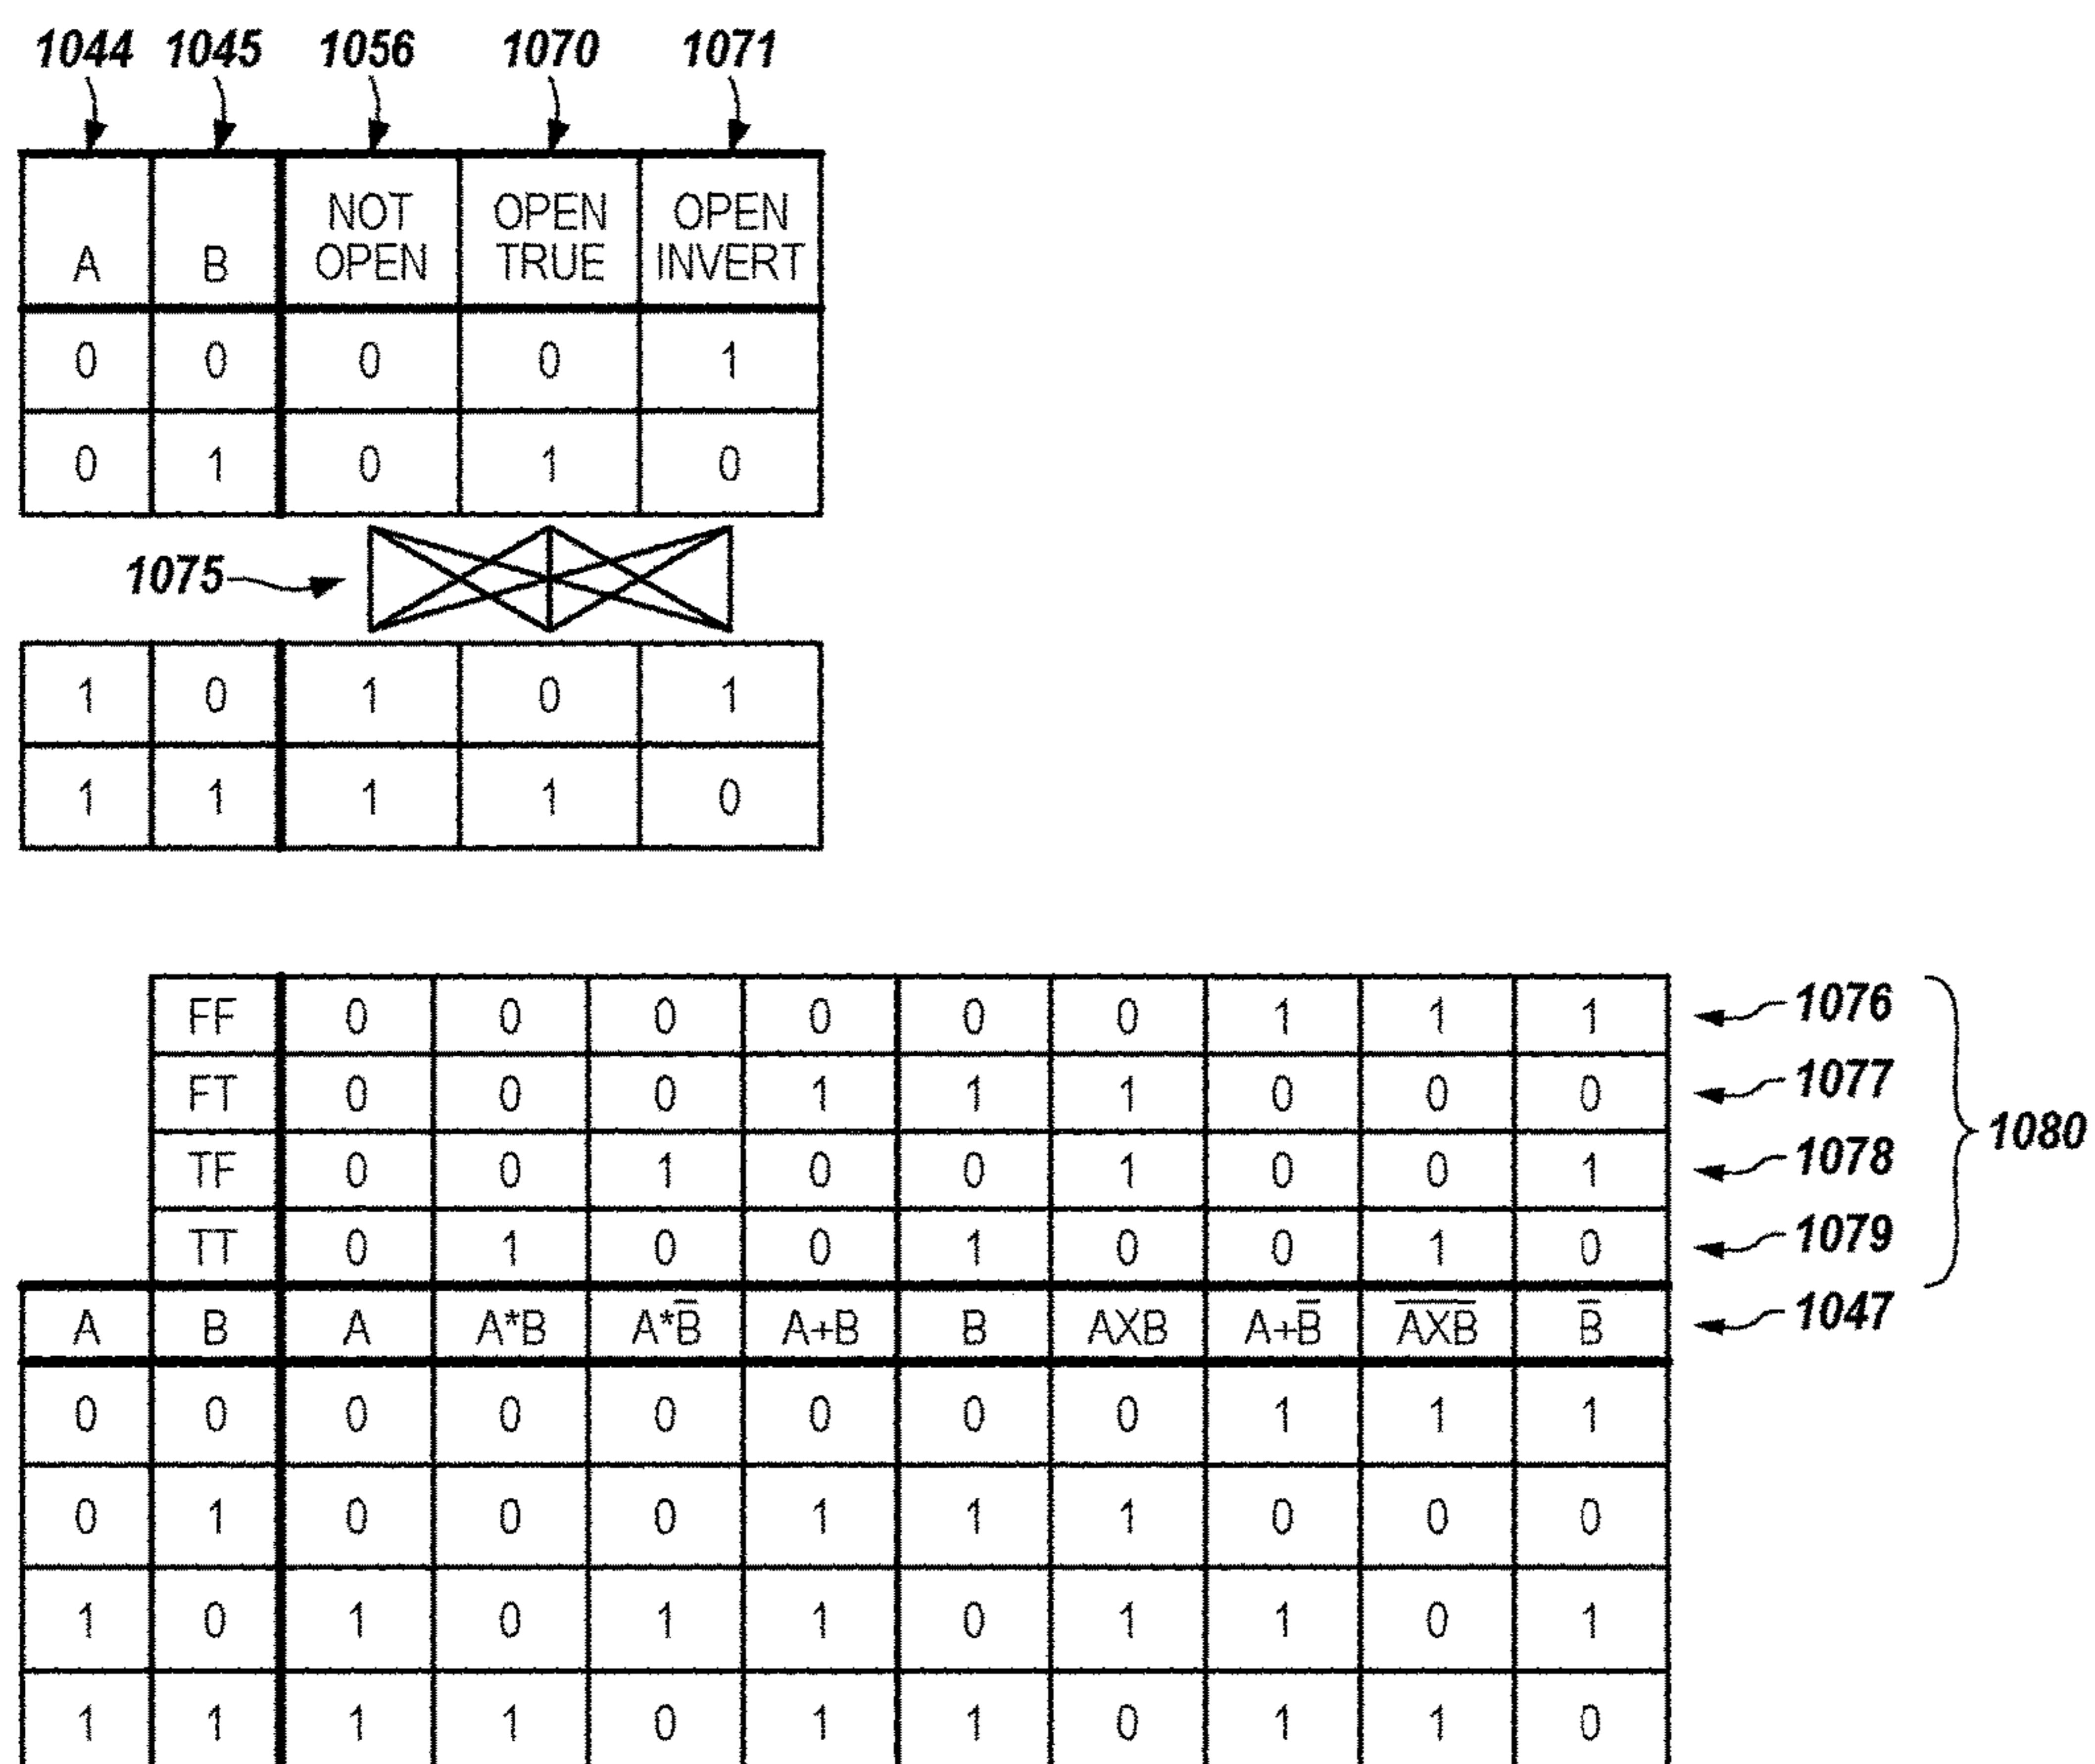 1044 1045 1056 1070 1071
A B NOT OPEN OPEN TRUE OPEN INVERT
0 0 0 0 1
0 1 0 1 0
1075
1 0 1 0 1
1 1 1 1 0
FF 0 0 0 0 0 0 1 1 1 1076
FT 0 0 0 1 1 1 0 0 0 1077
1080
TF 0 0 1 0 0 1 0 0 1 1078
TT 0 1 0 0 1 0 0 1 0 1079
A B A A*B A*B̅ A+B B AXB A+B̅ A̅X̅B̅ B̅ 1047
0 0 0 0 0 0 0 0 1 1 1
0 1 0 0 0 1 1 1 0 0 0
1 0 1 0 1 1 0 1 1 0 1
1 1 1 1 0 1 1 0 1 1 0